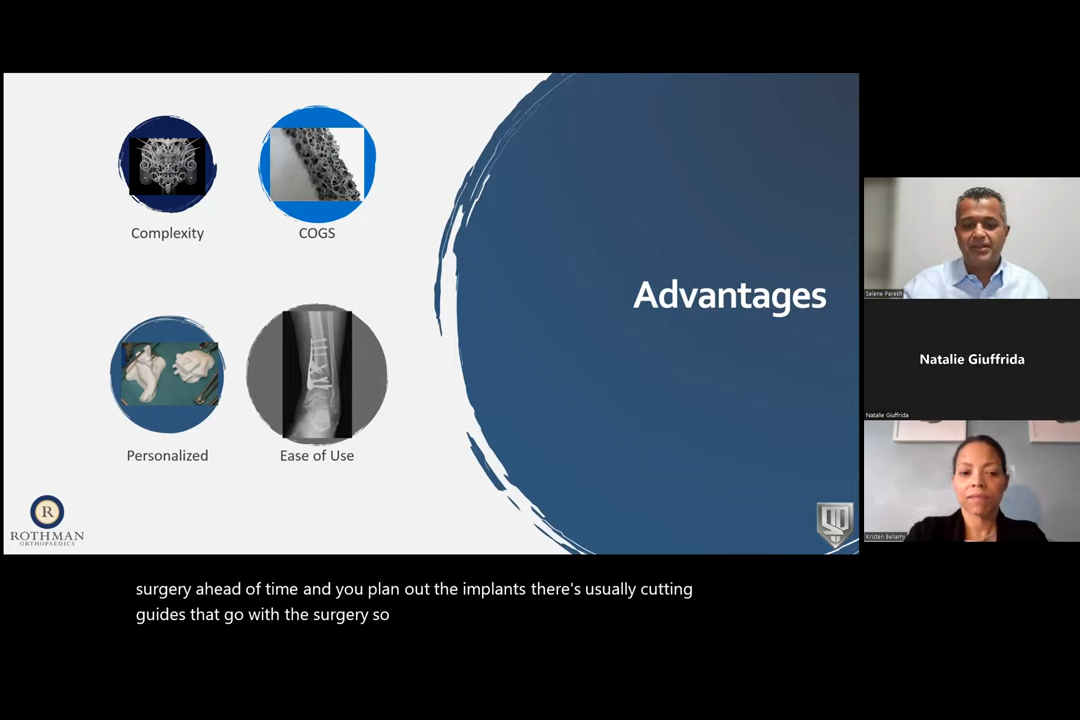 Complexity
COGS
Advantages
Personalized
Ease of Use
R
ROTHMAN
ORTHOPAEDICS
Selene Parekh
Natalie Giuffrida
Natalie Giuffrida
Kristen Bellamy
surgery ahead of time and you plan out the implants there's usually cutting
guides that go with the surgery so